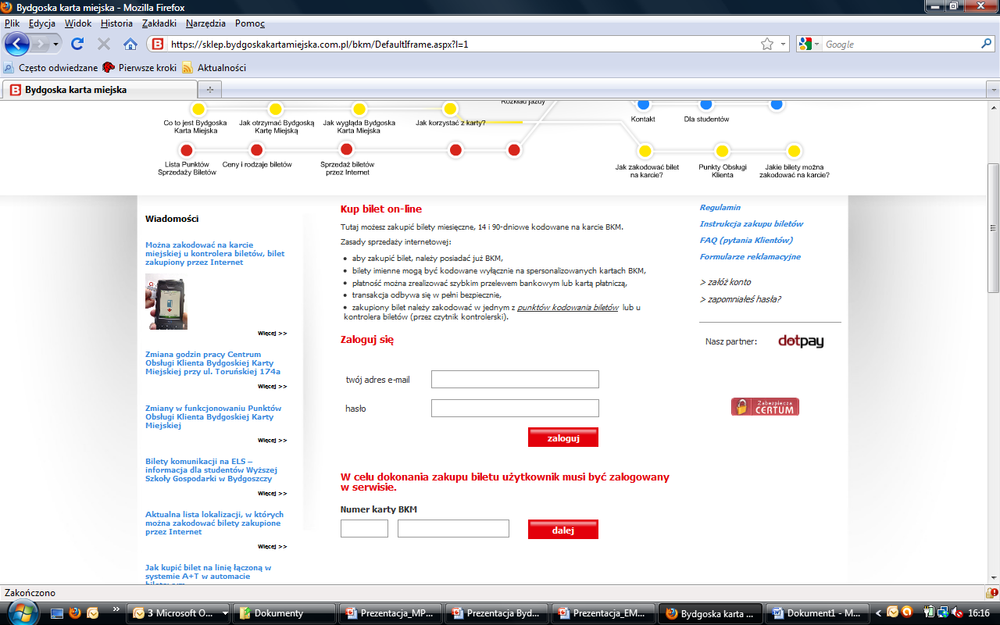 Bydgoska karta miejska - Mozilla Firefox
Plik Edycja Widok Historia Zakładki Narzędzia Pomoc
https://sklep.bydgoskakartamiejska.com.pl/bkm/DefaultIframe.aspx?l=1
Google
Często odwiedzane Pierwsze kroki Aktualności
Bydgoska karta miejska
Rozkład jazdy
Co to jest Bydgoska
Karta Miejska
Jak otrzymać Bydgoską
Kartę Miejską
Jak wygląda Bydgoska
Karta Miejska
Jak korzystać z karty?
Kontakt
Dla studentów
Lista Punktów
Sprzedaży Biletów
Ceny i rodzaje biletów
Sprzedaż biletów
przez Internet
Jak zakodować bilet
na karcie?
Punkty Obsługi
Klienta
Jakie bilety można
zakodować na karcie?
Wiadomości
Można zakodować na karcie
miejskiej u kontrolera biletów, bilet
zakupiony przez Internet
Więcej >>
Zmiana godzin pracy Centrum
Obsługi Klienta Bydgoskiej Karty
Miejskiej przy ul. Toruńskiej 174a
Więcej >>
Zmiany w funkcjonowaniu Punktów
Obsługi Klienta Bydgoskiej Karty
Miejskiej
Więcej >>
Bilety komunikacji na ELS –
informacja dla studentów Wyższej
Szkoły Gospodarki w Bydgoszczy
Więcej >>
Aktualna lista lokalizacji, w których
można zakodować bilety zakupione
przez Internet
Więcej >>
Jak kupić bilet na linię łączoną w
systemie A+T w automacie
biletowym
Kup bilet on-line
Tutaj możesz zakupić bilety miesięczne, 14 i 90-dniowe kodowane na karcie BKM.
Zasady sprzedaży internetowej:
• aby zakupić bilet, należy posiadać już BKM,
• bilety imienne mogą być kodowane wyłącznie na spersonalizowanych kartach BKM,
• płatność można zrealizować szybkim przelewem bankowym lub kartą płatniczą,
• transakcja odbywa się w pełni bezpiecznie,
• zakupiony bilet należy zakodować w jednym z punktów kodowania biletów lub u
kontrolera biletów (przez czytnik kontrolerski).
Zaloguj się
twój adres e-mail
hasło
zaloguj
W celu dokonania zakupu biletu użytkownik musi być zalogowany
w serwisie.
Numer karty BKM
dalej
Regulamin
Instrukcja zakupu biletów
FAQ (pytania Klientów)
Formularze reklamacyjne
> załóż konto
> zapomniałeś hasła?
Nasz partner: dotpay
Zabezpiecza
CERTUM
Zakończono
3 Microsoft O... Dokumenty Prezentacja_MP... Prezentacja Byd... Prezentacja_EM... Bydgoska karta ... Dokument1 - M... 16:16